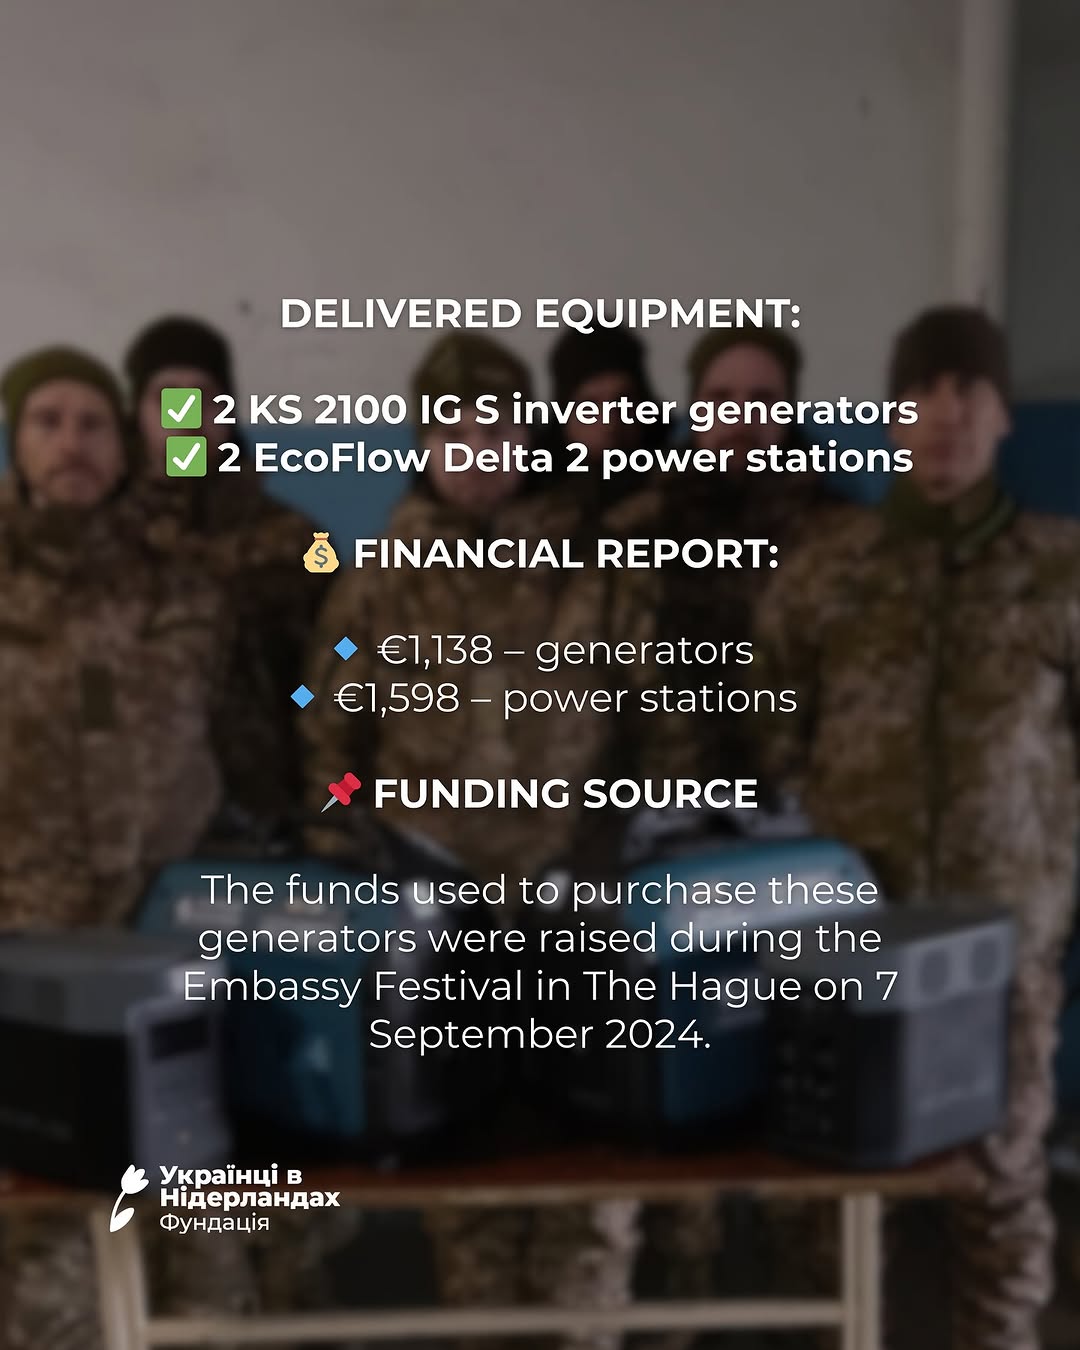 DELIVERED EQUIPMENT:
✅ 2 KS 2100 IG S inverter generators
✅ 2 EcoFlow Delta 2 power stations
💰 FINANCIAL REPORT:
🔹 €1,138 – generators
🔹 €1,598 – power stations
📌 FUNDING SOURCE
The funds used to purchase these
generators were raised during the
Embassy Festival in The Hague on 7
September 2024.
Українці в
Нідерландах
Фундація